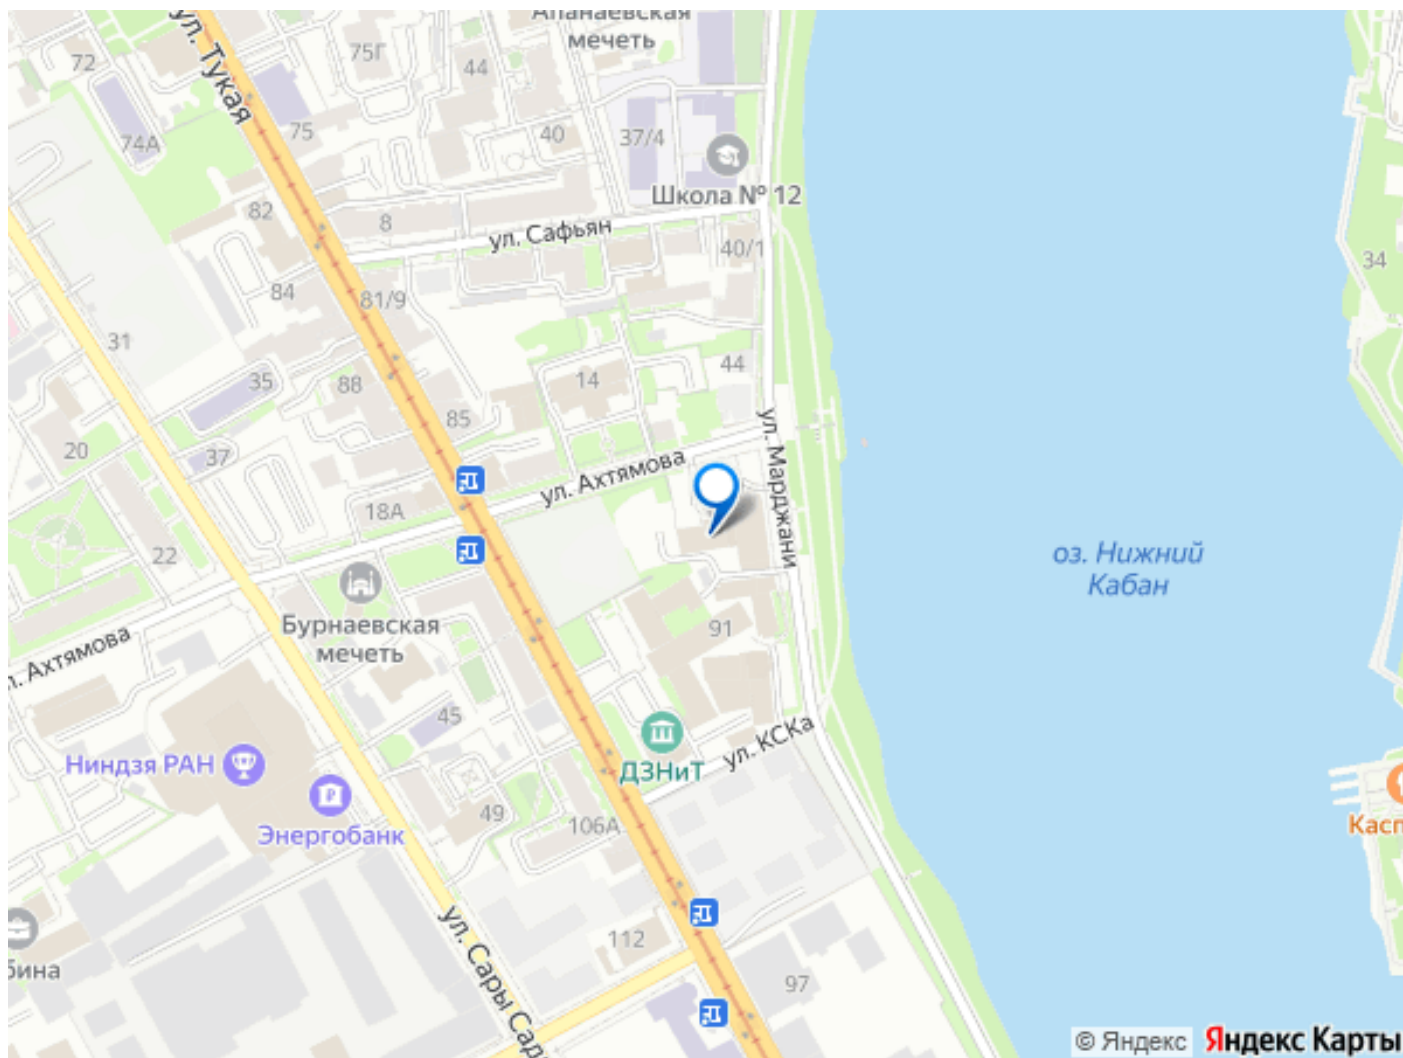 Апанаевская
мечеть
ул. Тукая
72
75Г
44
74А
75
40
37/4
Школа № 12
82
8
ул. Сафьян
40/1
34
84
81/9
31
35
88
14
44
85
ул. Марджани
20
37
ул. Ахтямова
18А
22
оз. Нижний
Кабан
Бурнаевская
мечеть
91
л. Ахтямова
45
ул. КСКа
Ниндзя РАН
ДЗНиТ
49
106А
Энергобанк
Касп
ул. Сары Сад
112
бина
97
© Яндекс
Яндекс Карты